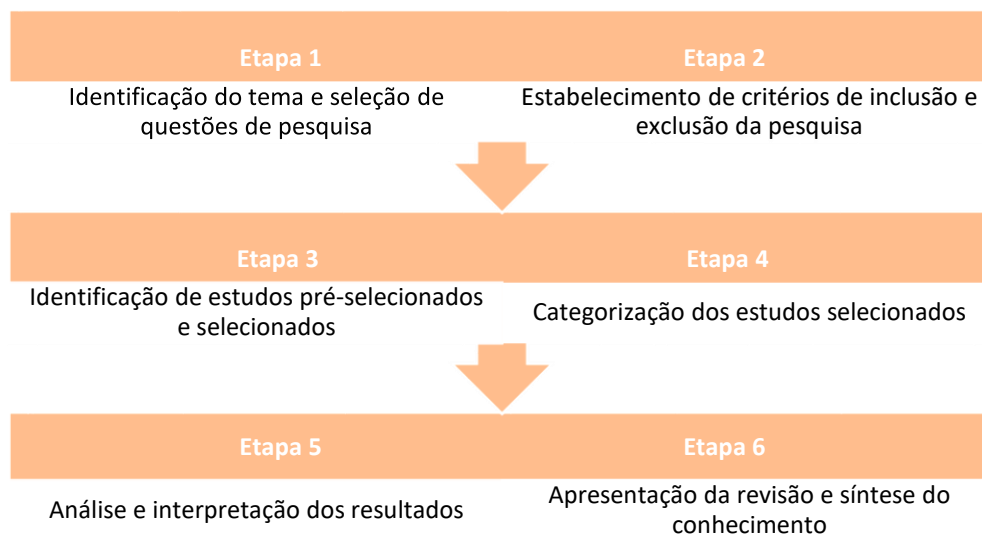 Etapa 1
Identificação do tema e seleção de
questões de pesquisa
Etapa 2
Estabelecimento de critérios de inclusão e
exclusão da pesquisa
Etapa 3
Identificação de estudos pré-selecionados
e selecionados
Etapa 4
Categorização dos estudos selecionados
Etapa 5
Análise e interpretação dos resultados
Etapa 6
Apresentação da revisão e síntese do
conhecimento